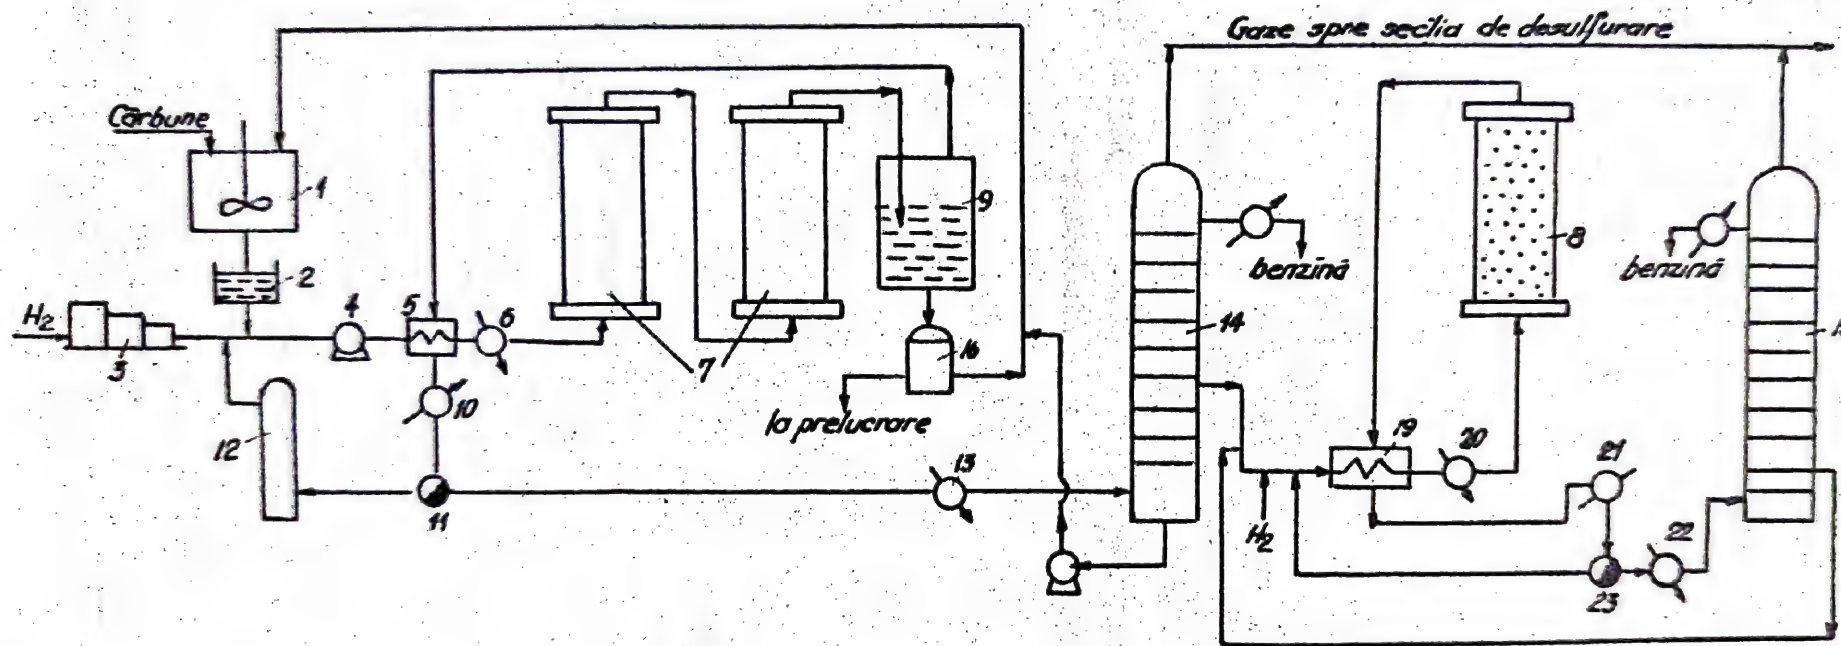 Gaze spre secția de desulfurare
Cărbune
1
9
8
2
benzină
benzină
H₂
4
5
6
14
3
7
16
10
la prelucrare
12
19
20
21
13
11
H₂
22
23